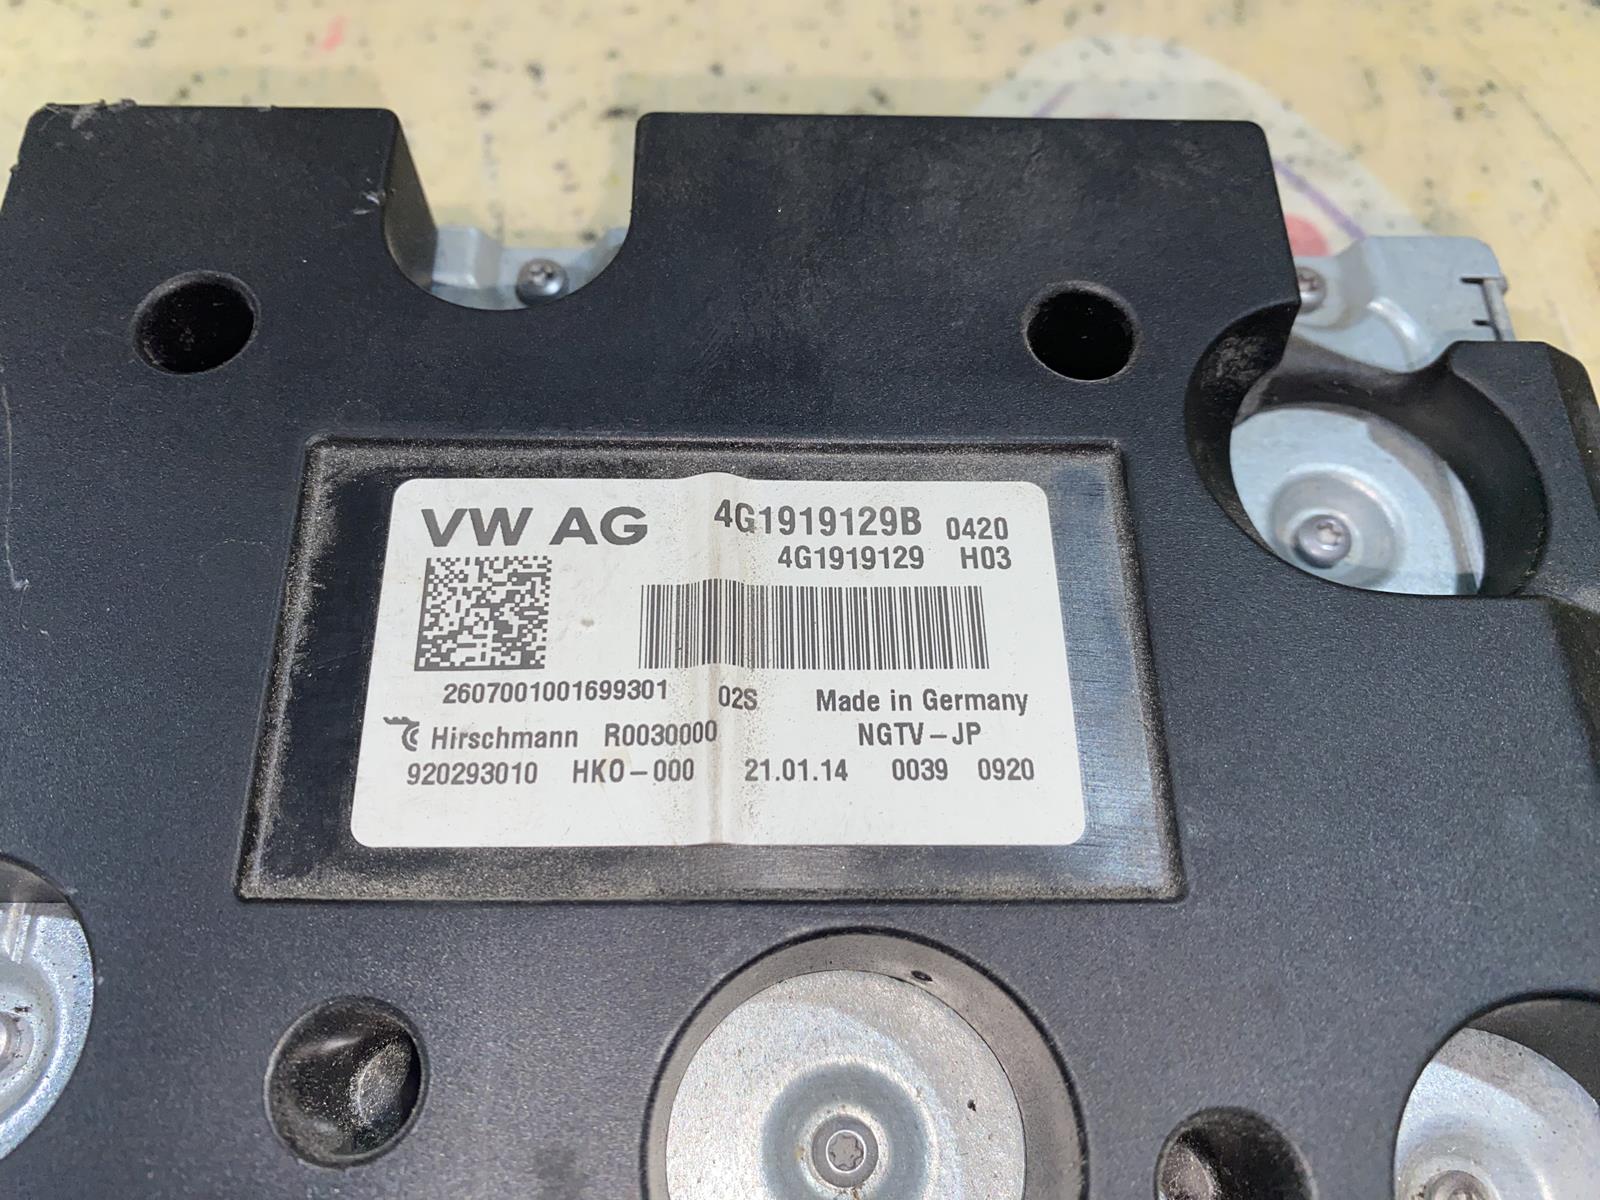 VW AG 4G1919129B 0420
4G1919129 H03
2607001001699301 02S Made in Germany
Hirschmann R0030000 NGTV-JP
920293010 HKO-000 21.01.14 0039 0920